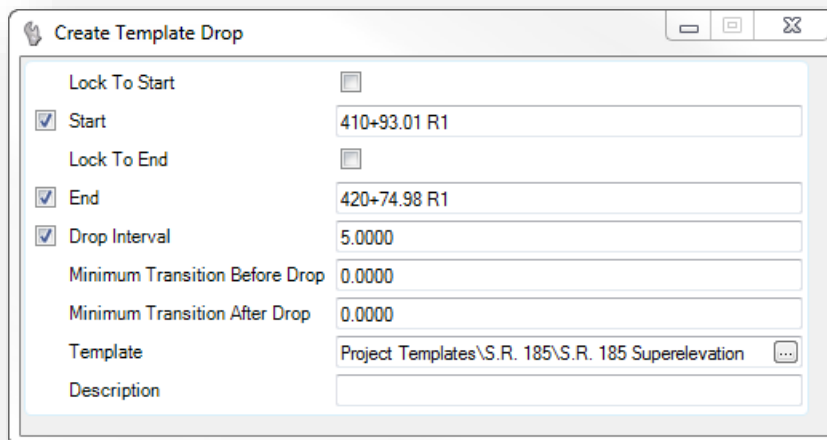 Create Template Drop
Lock To Start
Start 410+93.01 R1
Lock To End
End 420+74.98 R1
Drop Interval 5.0000
Minimum Transition Before Drop 0.0000
Minimum Transition After Drop 0.0000
Template Project Templates\S.R. 185\S.R. 185 Superelevation ...
Description